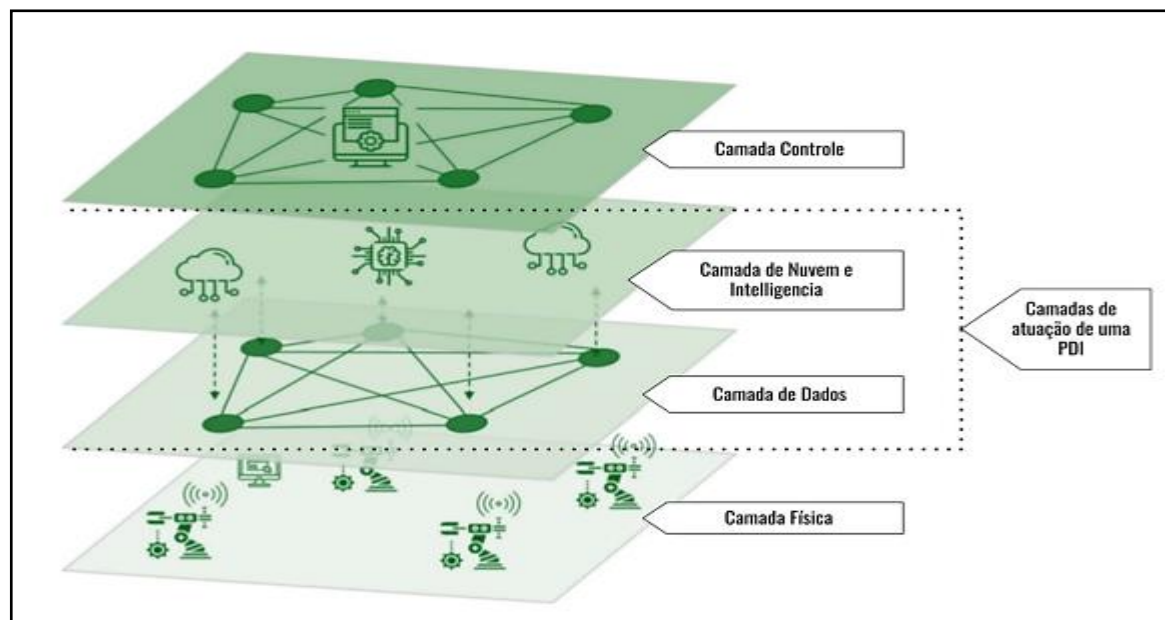 Camada Controle
Camada de Nuvem e
Intelligencia
Camadas de
atuação de uma
PDI
Camada de Dados
Camada Física